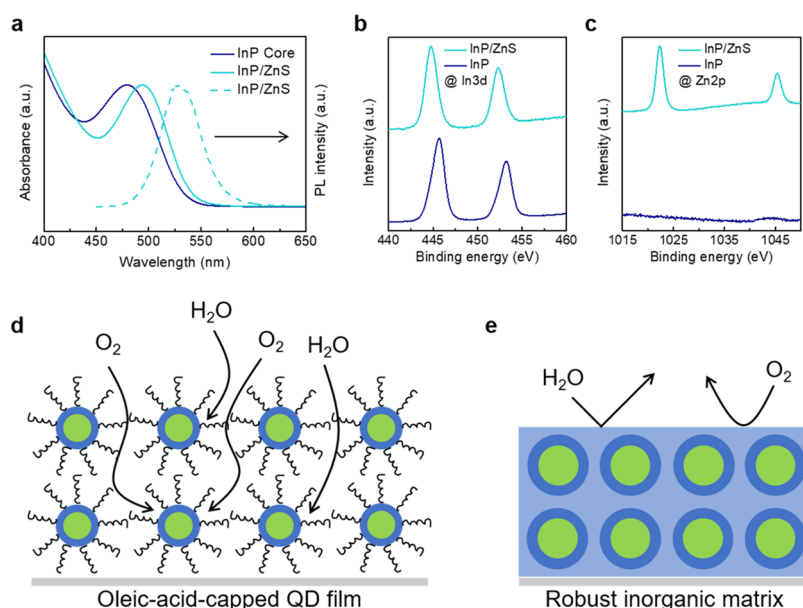 a
InP Core
InP/ZnS
InP/ZnS
Absorbance (a.u.)
PL intensity (a.u.)
400 450 500 550 600 650
Wavelength (nm)
b
InP/ZnS
InP
@ In3d
Intensity (a.u.)
440 445 450 455 460
Binding energy (eV)
c
InP/ZnS
InP
@ Zn2p
Intensity (a.u.)
1015 1025 1035 1045
Binding energy (eV)
d
O₂
H₂O
O₂
H₂O
Oleic-acid-capped QD film
e
H₂O
O₂
Robust inorganic matrix